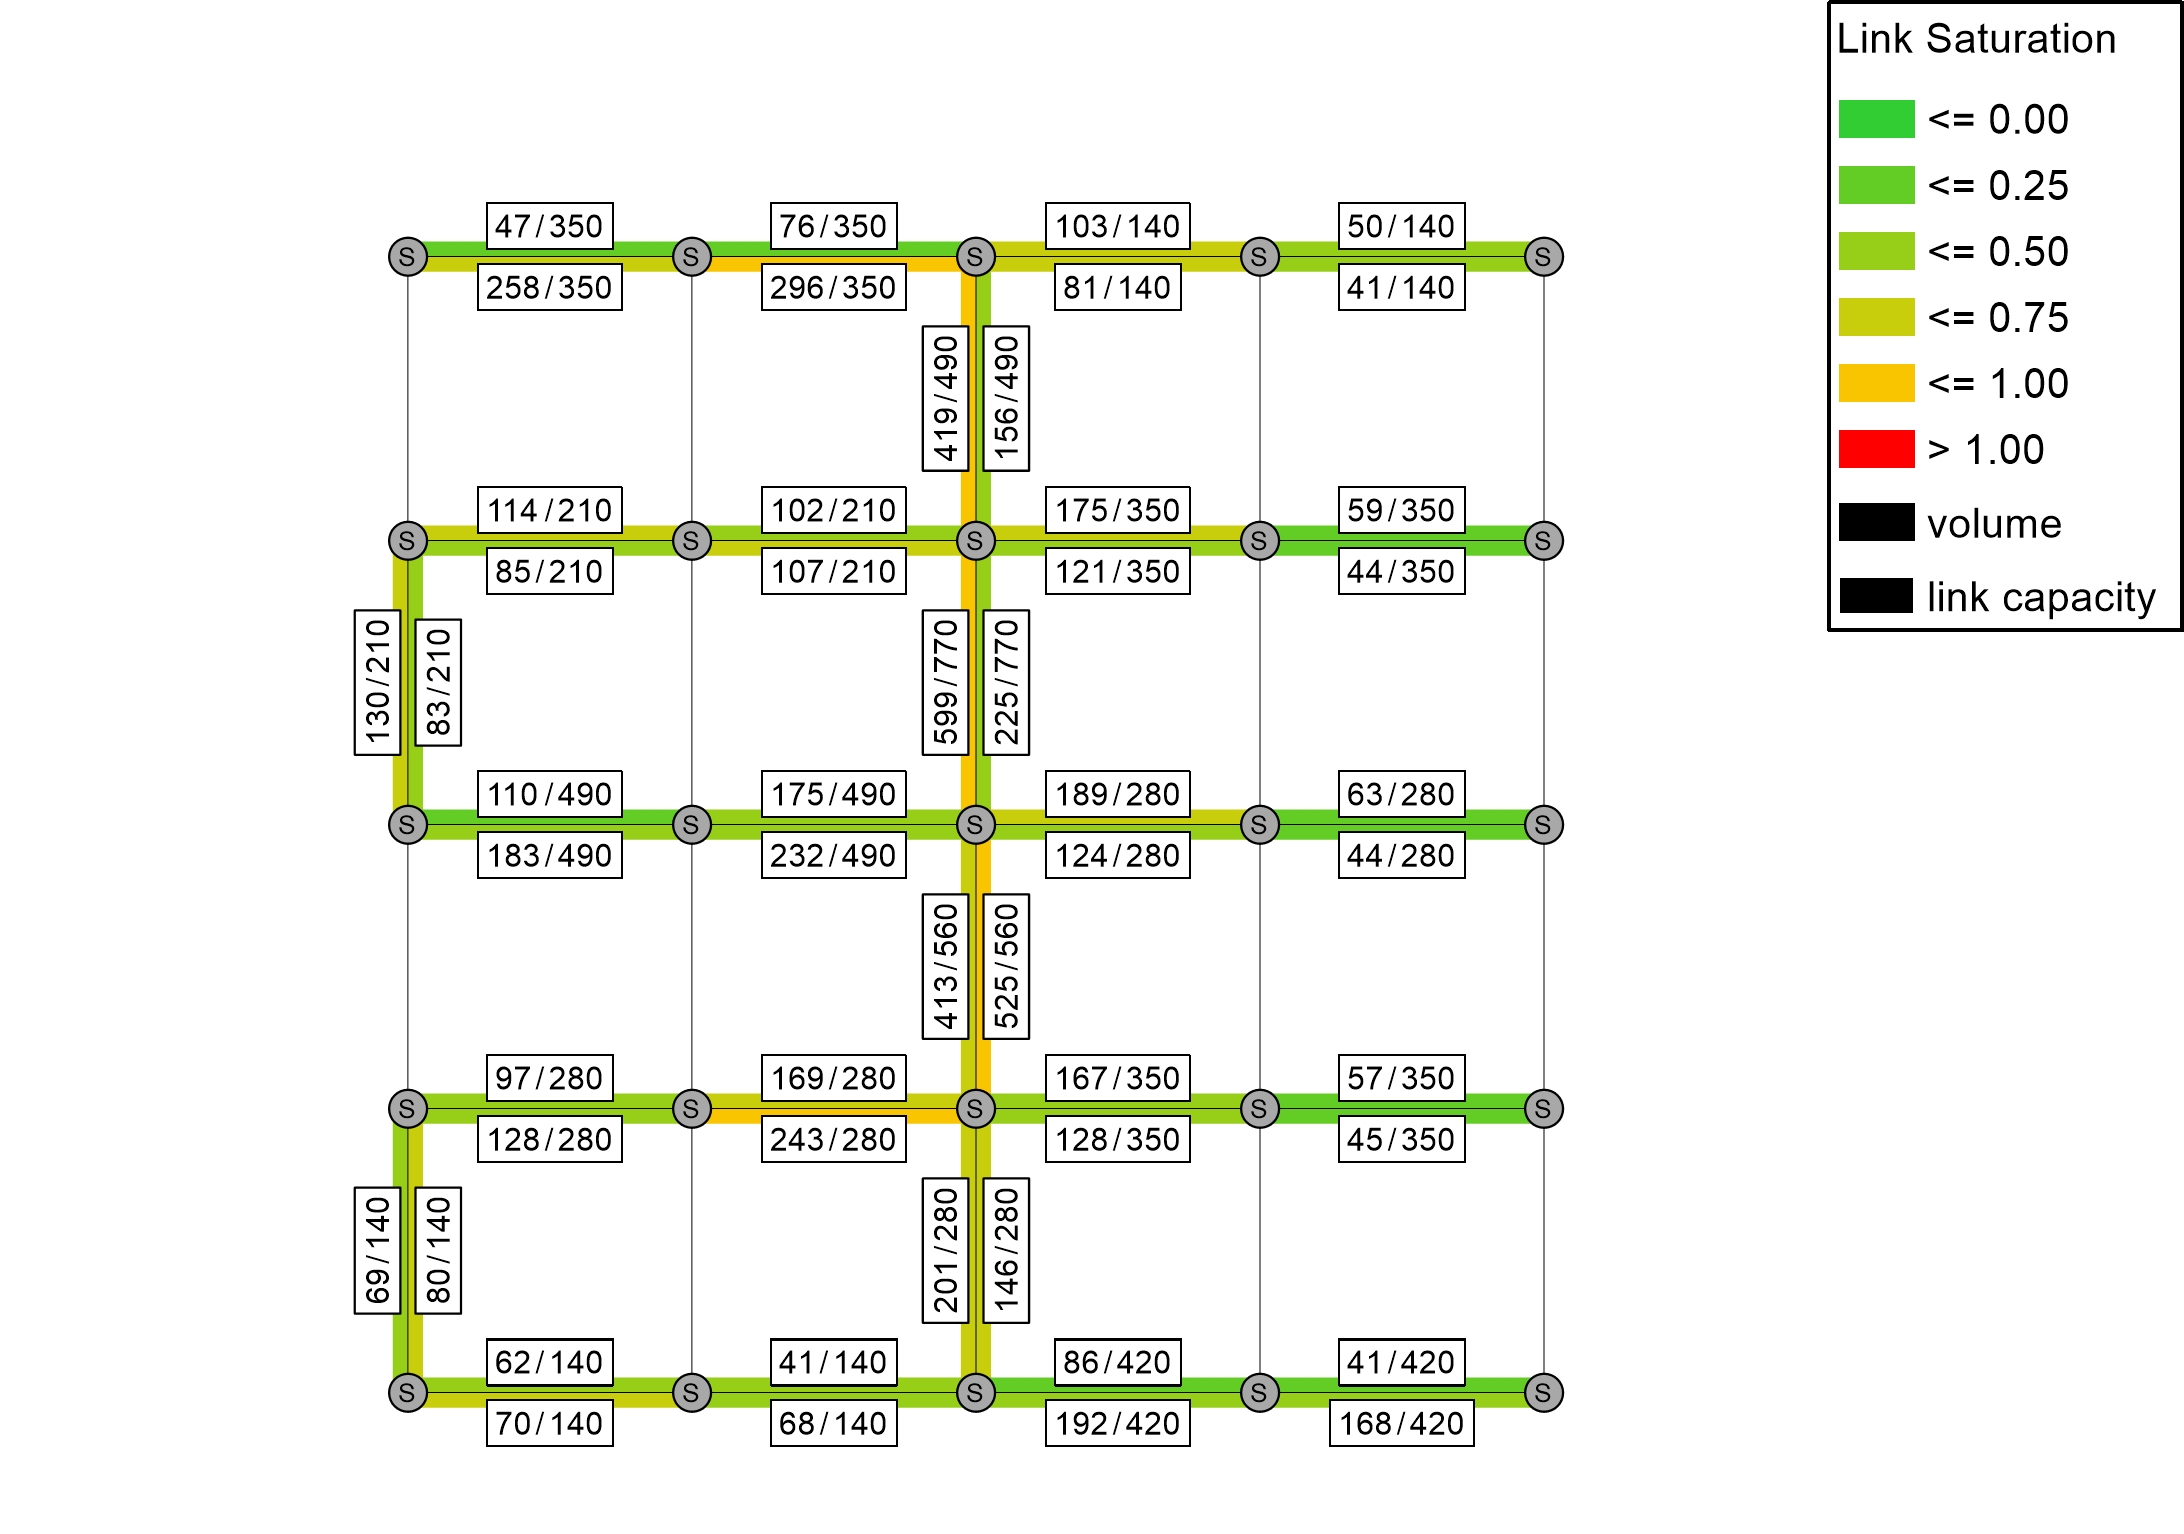 Link Saturation
<= 0.00
<= 0.25
<= 0.50
<= 0.75
<= 1.00
> 1.00
volume
link capacity
47/350
76/350
103/140
50/140
S
S
S
S
S
258/350
296/350
81/140
41/140
419/490
156/490
114/210
102/210
175/350
59/350
S
S
S
S
S
85/210
107/210
121/350
44/350
130/210
83/210
599/770
225/770
110/490
175/490
189/280
63/280
S
S
S
S
S
183/490
232/490
124/280
44/280
413/560
525/560
97/280
169/280
167/350
57/350
S
S
S
S
S
128/280
243/280
128/350
45/350
69/140
80/140
201/280
146/280
62/140
41/140
86/420
41/420
S
S
S
S
S
70/140
68/140
192/420
168/420